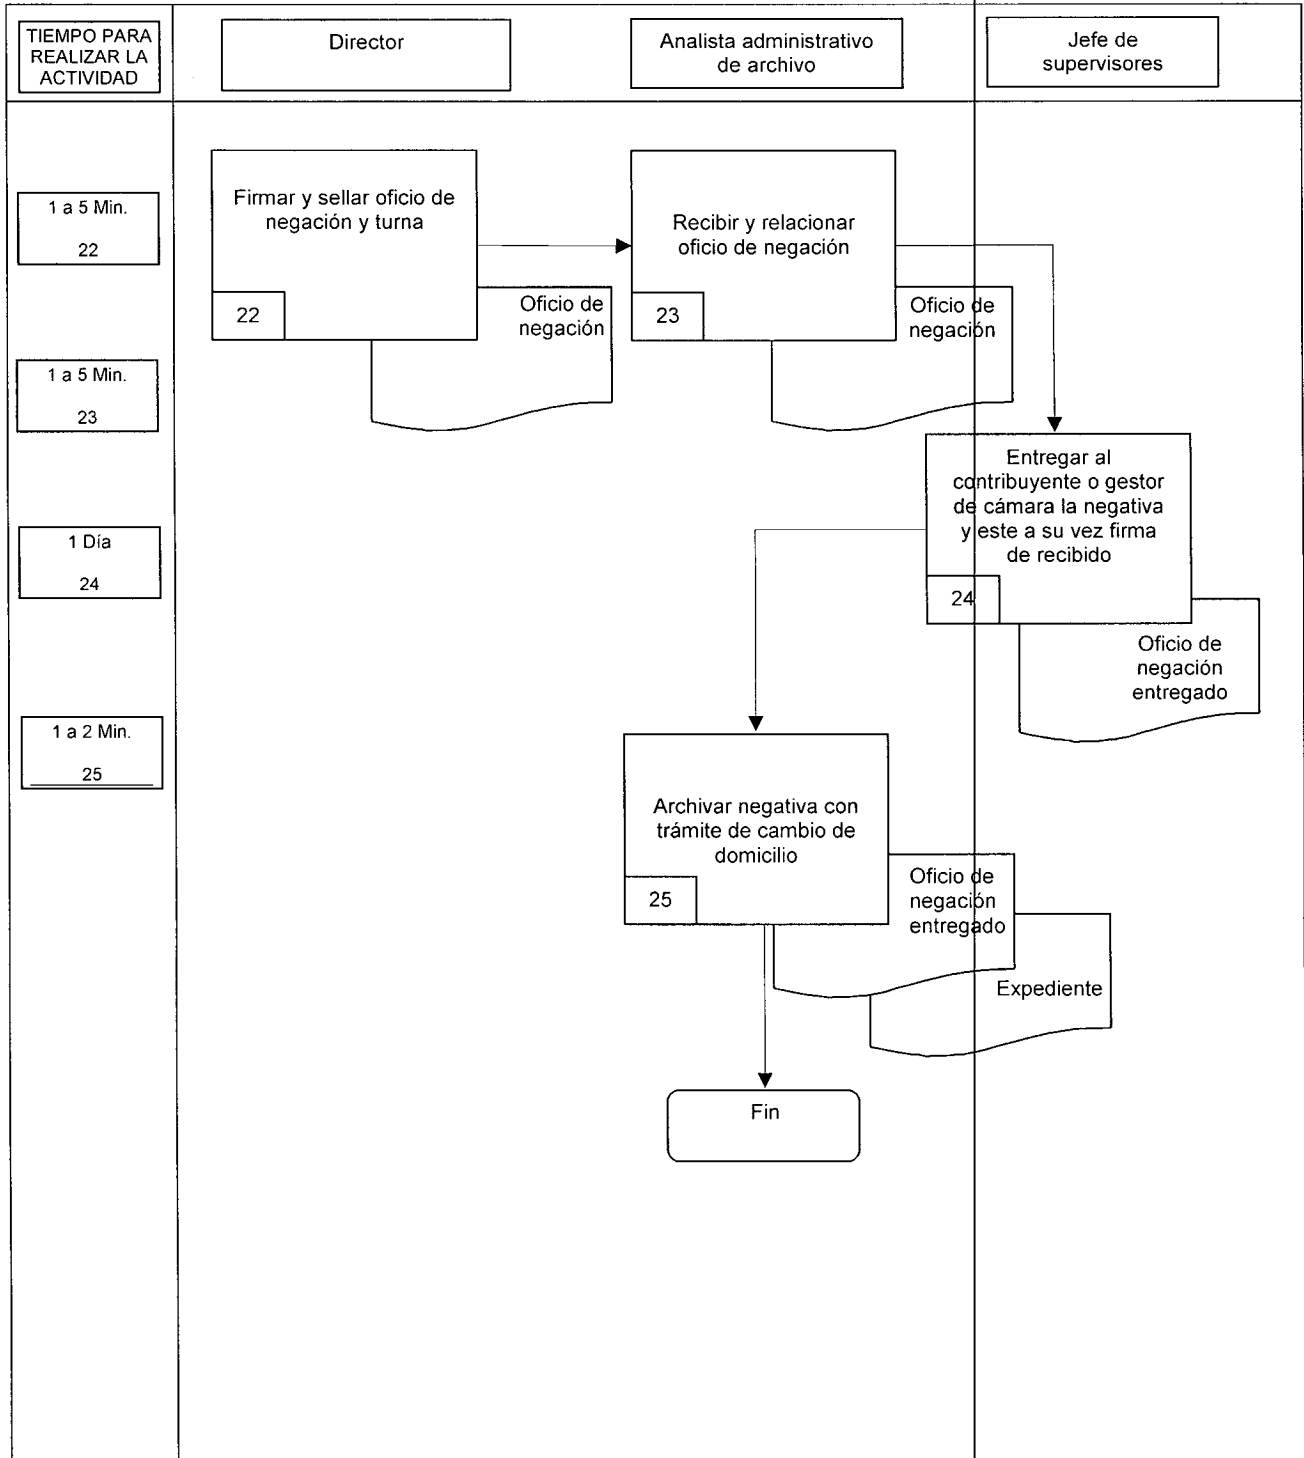 TIEMPO PARA
REALIZAR LA
ACTIVIDAD
Director
Analista administrativo
de archivo
Jefe de
supervisores
1 a 5 Min.
22
Firmar y sellar oficio de
negación y turna
22
Oficio de
negación
Recibir y relacionar
oficio de negación
23
Oficio de
negación
1 a 5 Min.
23
Entregar al
contribuyente o gestor
de cámara la negativa
y este a su vez firma
de recibido
24
Oficio de
negación
entregado
1 Día
24
1 a 2 Min.
25
Archivar negativa con
trámite de cambio de
domicilio
25
Oficio de
negación
entregado
Expediente
Fin